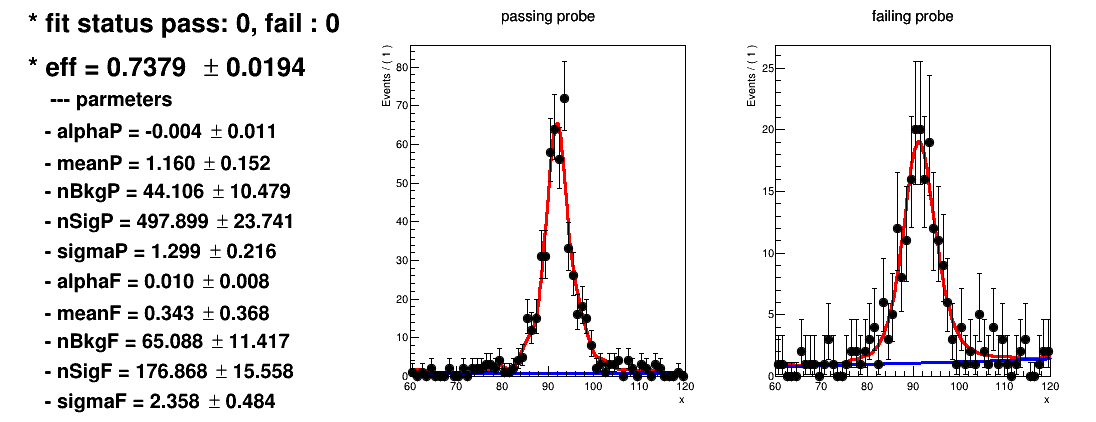 * fit status pass: 0, fail : 0
* eff = 0.7379 ± 0.0194
--- parmeters
- alphaP = -0.004 ± 0.011
- meanP = 1.160 ± 0.152
- nBkgP = 44.106 ± 10.479
- nSigP = 497.899 ± 23.741
- sigmaP = 1.299 ± 0.216
- alphaF = 0.010 ± 0.008
- meanF = 0.343 ± 0.368
- nBkgF = 65.088 ± 11.417
- nSigF = 176.868 ± 15.558
- sigmaF = 2.358 ± 0.484
passing probe
Events / ( 1 )
80
70
60
50
40
30
20
10
0
60 70 80 90 100 110 120
x
failing probe
Events / ( 1 )
25
20
15
10
5
0
60 70 80 90 100 110 120
x